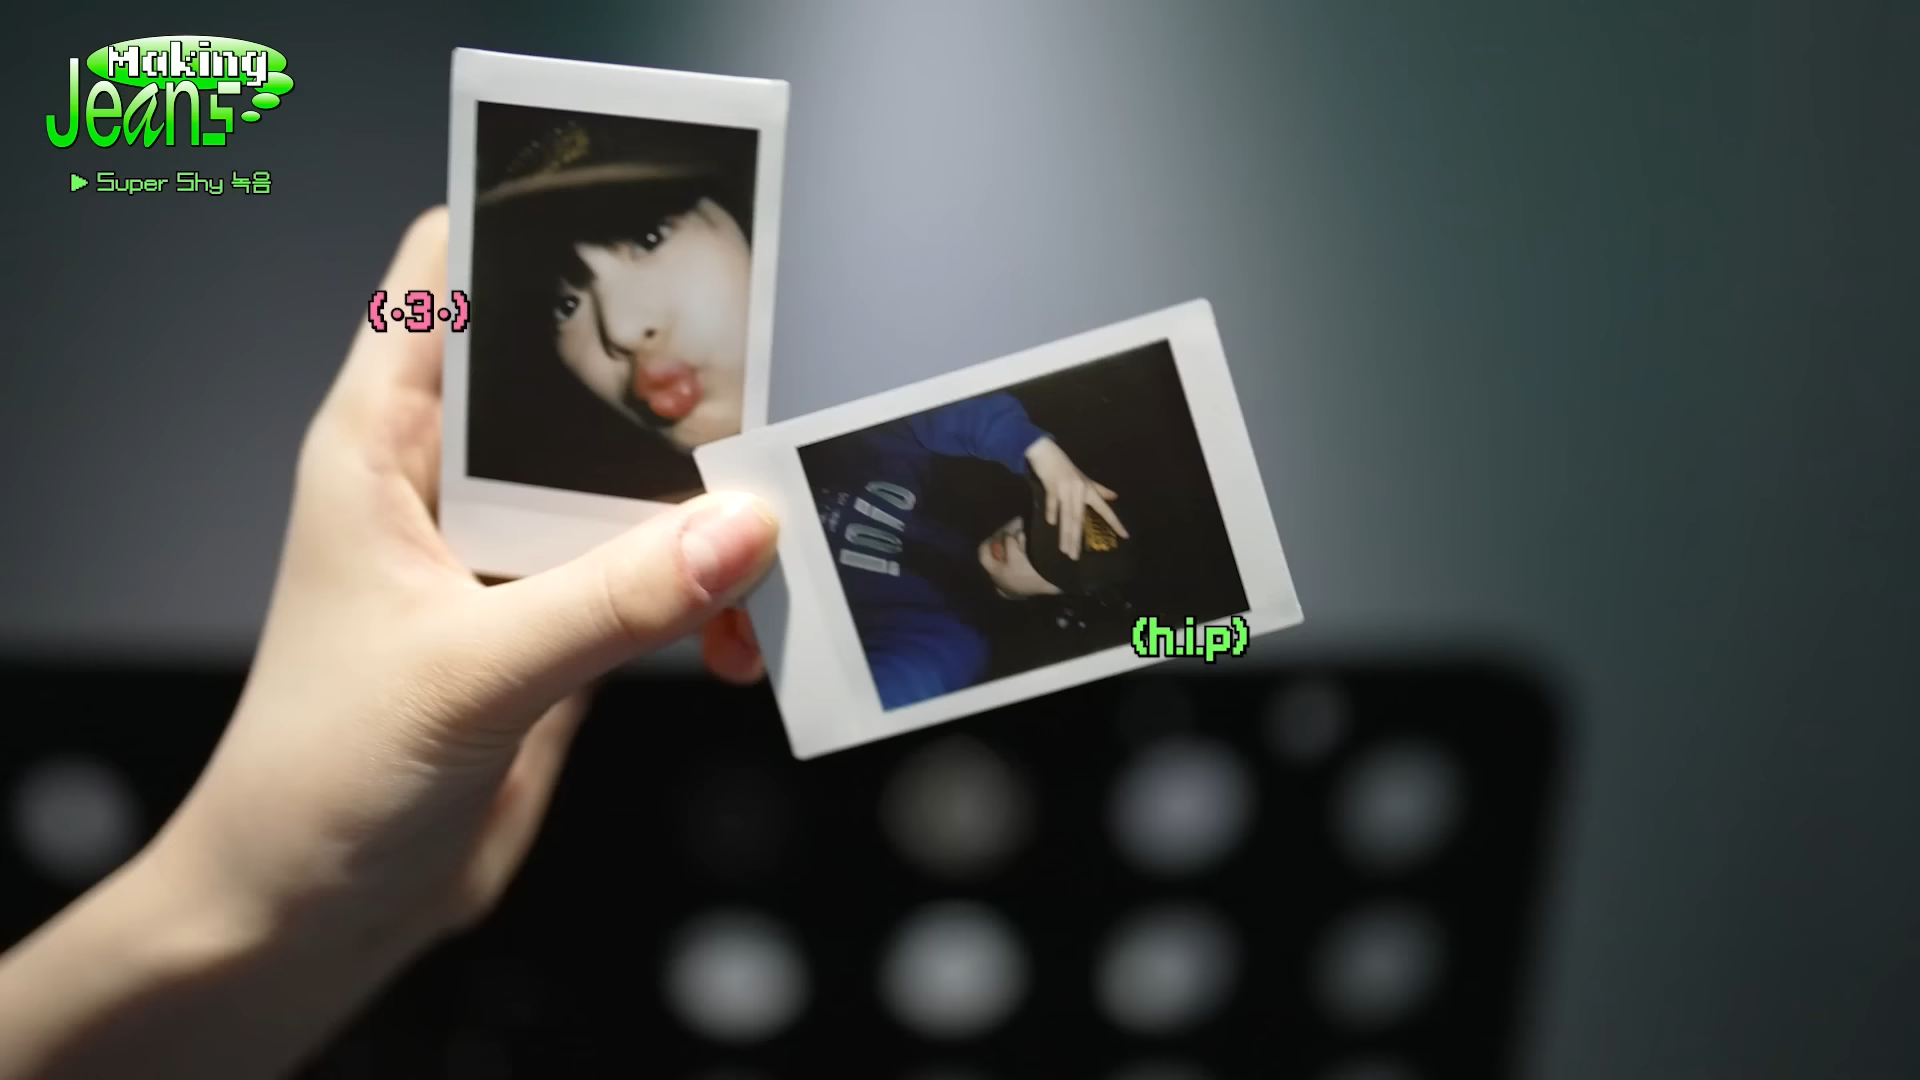 Making
Jeans
▶ Super Shy 녹음
(·3·)
(h.i.p)